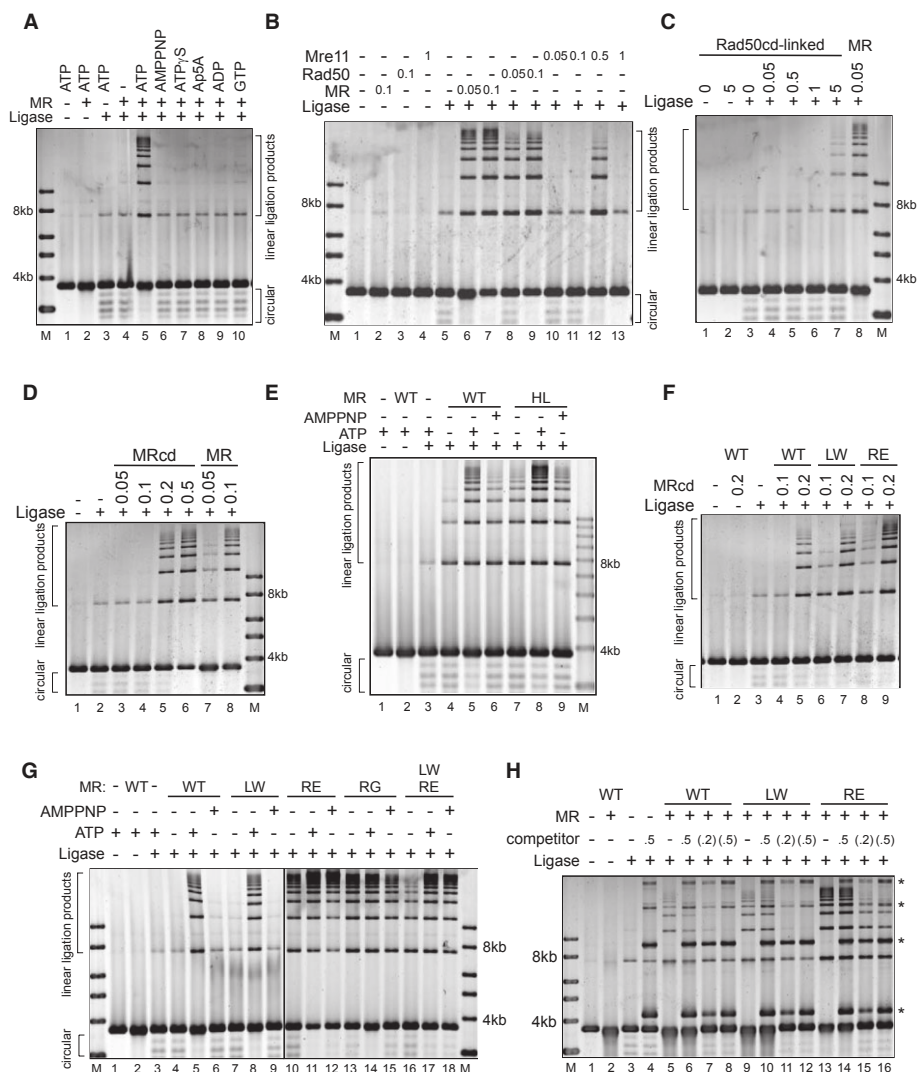 A
ATP ATP ATP - ATP AMPPNP ATPγS Ap5A ADP GTP
MR - + - - + + + + + +
Ligase - - + + + + + + + +
8kb
4kb
linear ligation products
circular
M 1 2 3 4 5 6 7 8 9 10
B
Mre11 - - - 1 - - - - - 0.05 0.1 0.5 1
Rad50 - - 0.1 - - - - 0.05 0.1 - - - -
MR - 0.1 - - - 0.05 0.1 - - - - - -
Ligase - - - - + + + + + + + + +
8kb
4kb
linear ligation products
circular
M 1 2 3 4 5 6 7 8 9 10 11 12 13
C
Rad50cd-linked MR
0 5 0 0.05 0.5 1 5 0.05
Ligase - - + + + + + +
8kb
4kb
1 2 3 4 5 6 7 8 M
D
MRcd MR
- - 0.05 0.1 0.2 0.5 0.05 0.1
Ligase - + + + + + + +
linear ligation products
circular
8kb
4kb
1 2 3 4 5 6 7 8 M
E
MR - WT - WT HL
AMPPNP - - - - - + - - +
ATP + + + - + - - + -
Ligase - - + + + + + + +
linear ligation products
circular
8kb
4kb
1 2 3 4 5 6 7 8 9 M
F
WT WT LW RE
MRcd - 0.2 - 0.1 0.2 0.1 0.2 0.1 0.2
Ligase - - + + + + + + +
linear ligation products
circular
1 2 3 4 5 6 7 8 9
G
MR: - WT - WT LW RE RG LW RE
AMPPNP - - - - - + - - + - - + - - + - - +
ATP + + + - + - - + - - + - - + - - + -
Ligase - - + + + + + + + + + + + + + + + +
linear ligation products
circular
8kb
4kb
M 1 2 3 4 5 6 7 8 9 10 11 12 13 14 15 16 17 18 M
H
WT WT LW RE
MR - + - - + + + + + + + + + + + +
competitor - - - .5 - .5 (.2) (.5) - .5 (.2) (.5) - .5 (.2) (.5)
Ligase - - + + + + + + + + + + + + + +
8kb
4kb
*
*
*
*
M 1 2 3 4 5 6 7 8 9 10 11 12 13 14 15 16